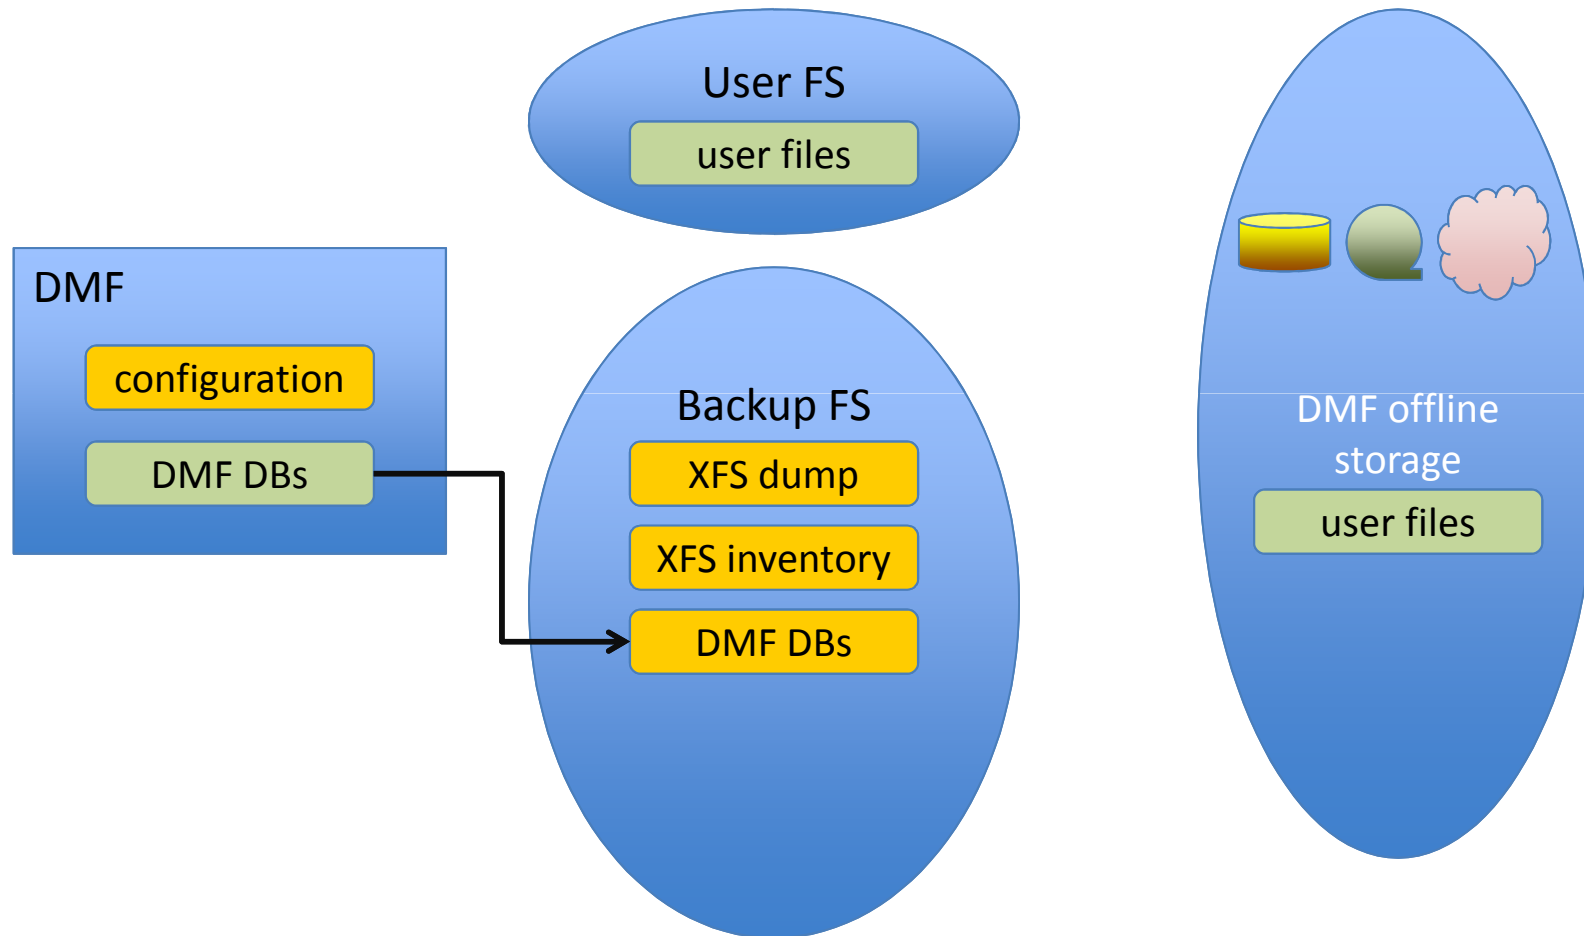 User FS
user files
DMF
configuration
DMF DBs
Backup FS
XFS dump
XFS inventory
DMF DBs
DMF offline
storage
user files